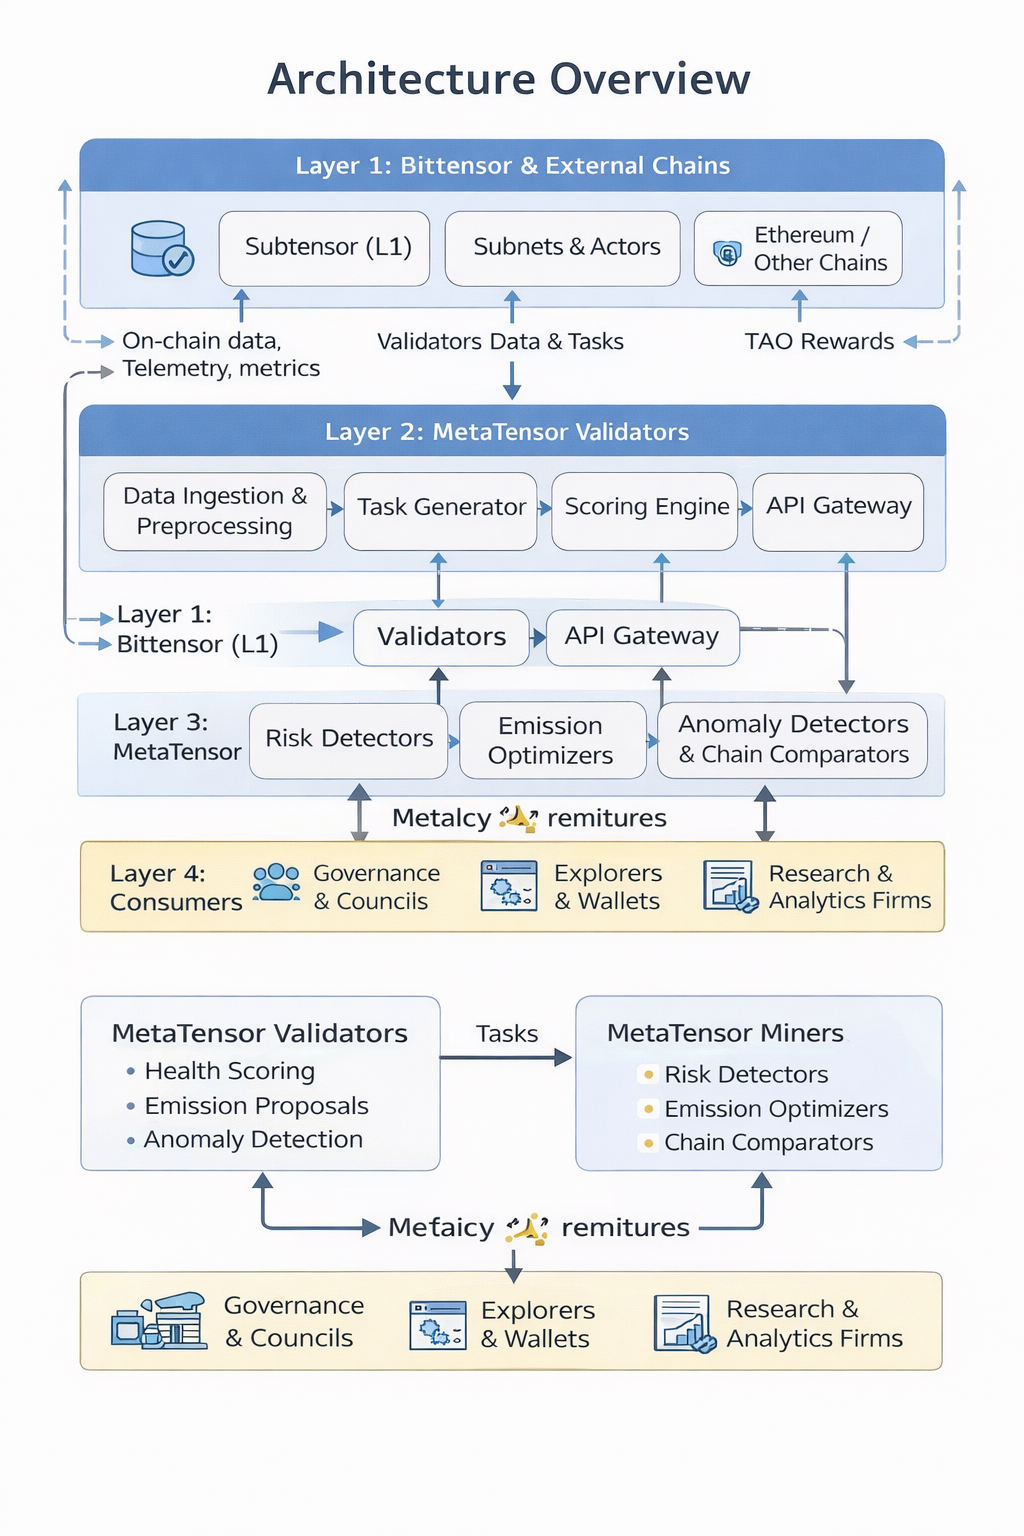 Architecture Overview
Layer 1: Bittensor & External Chains
Subtensor (L1)
Subnets & Actors
Ethereum /
Other Chains
On-chain data,
Telemetry, metrics
Validators Data & Tasks
TAO Rewards
Layer 2: MetaTensor Validators
Data Ingestion &
Preprocessing
Task Generator
Scoring Engine
API Gateway
Layer 1:
Bittensor (L1)
Validators
API Gateway
Layer 3:
MetaTensor
Risk Detectors
Emission
Optimizers
Anomaly Detectors
& Chain Comparators
Metalcy remitures
Layer 4:
Consumers
Governance
& Councils
Explorers
& Wallets
Research &
Analytics Firms
MetaTensor Validators
• Health Scoring
• Emission Proposals
• Anomaly Detection
Tasks
MetaTensor Miners
• Risk Detectors
• Emission Optimizers
• Chain Comparators
Mefaicy remitures
Governance
& Councils
Explorers
& Wallets
Research &
Analytics Firms